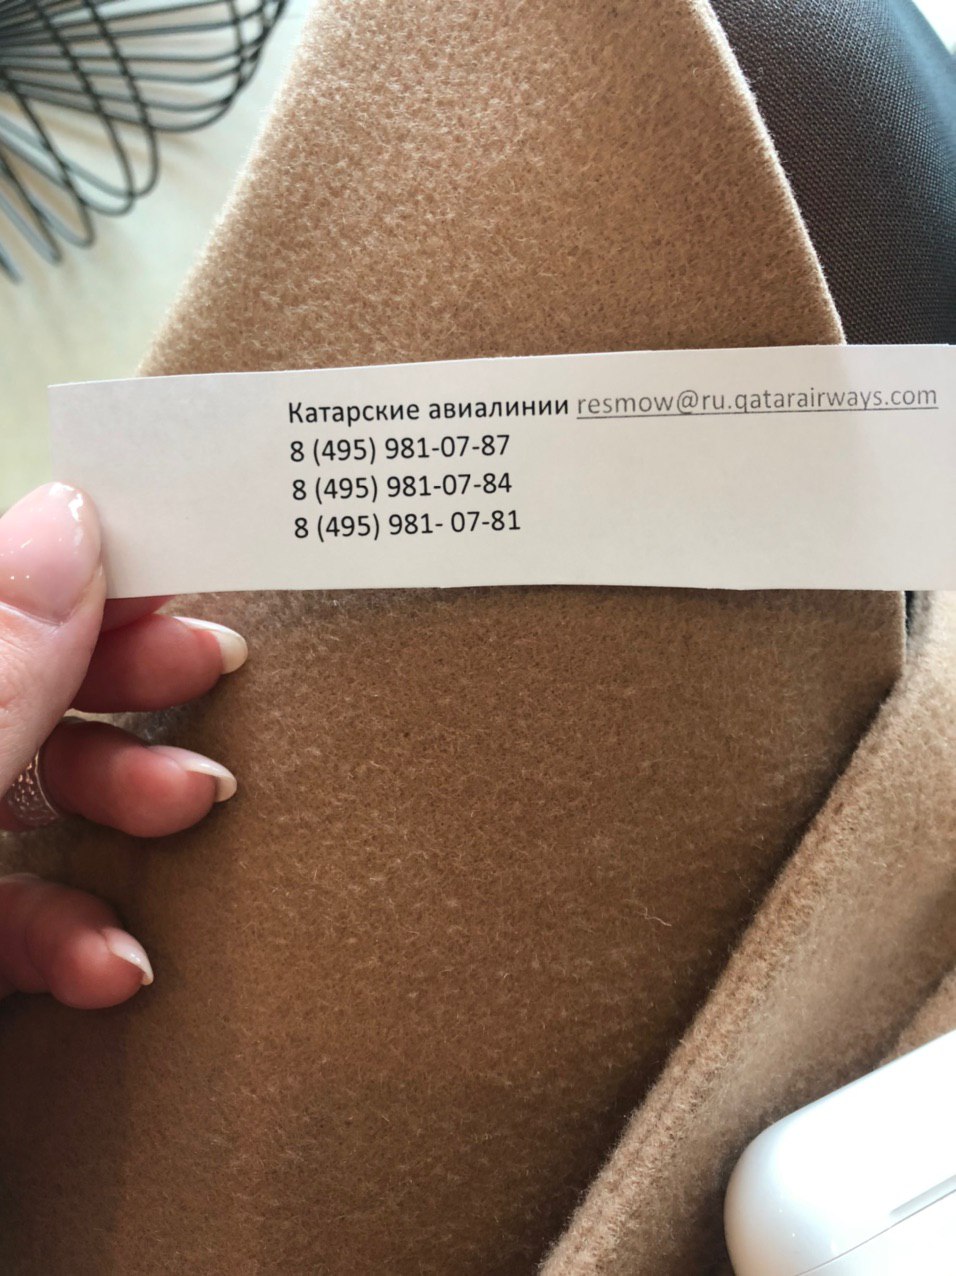 Катарские авиалинии resmow@ru.qatarairways.com
8 (495) 981-07-87
8 (495) 981-07-84
8 (495) 981- 07-81